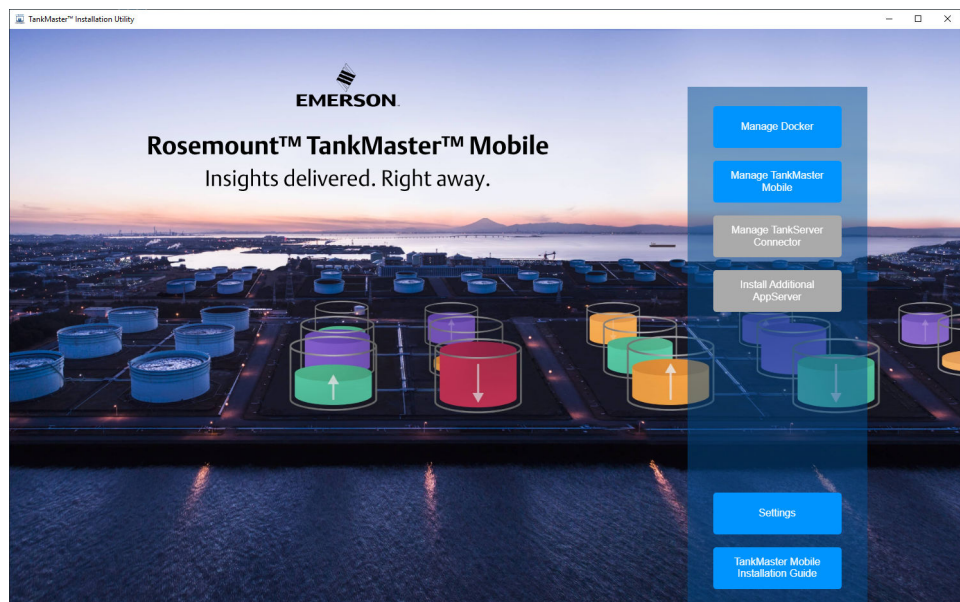 TankMaster™ Installation Utility
EMERSON
Rosemount™ TankMaster™ Mobile
Insights delivered. Right away.
Manage Docker
Manage TankMaster
Mobile
Manage TankServer
Connector
Install Additional
AppServer
Settings
TankMaster Mobile
Installation Guide